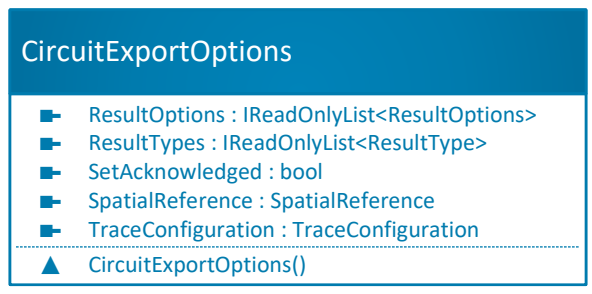 CircuitExportOptions
ResultOptions : IReadOnlyList<ResultOptions>
ResultTypes : IReadOnlyList<ResultType>
SetAcknowledged : bool
SpatialReference : SpatialReference
TraceConfiguration : TraceConfiguration
CircuitExportOptions()